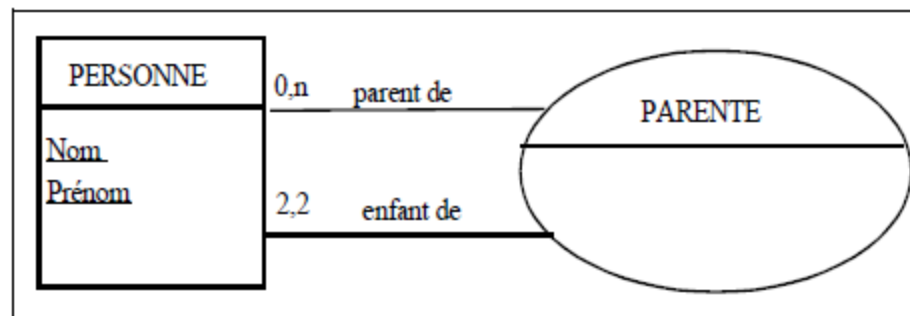 PERSONNE
0,n parent de
PARENTE
Nom
Prénom
2,2 enfant de